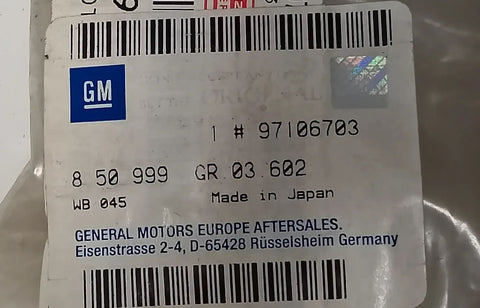 GM
ORIGINAL
1 # 97106703
8 50 999 GR.03.602
WB 045 Made in Japan
GENERAL MOTORS EUROPE AFTERSALES.
Eisenstrasse 2-4, D-65428 Rüsselsheim Germany